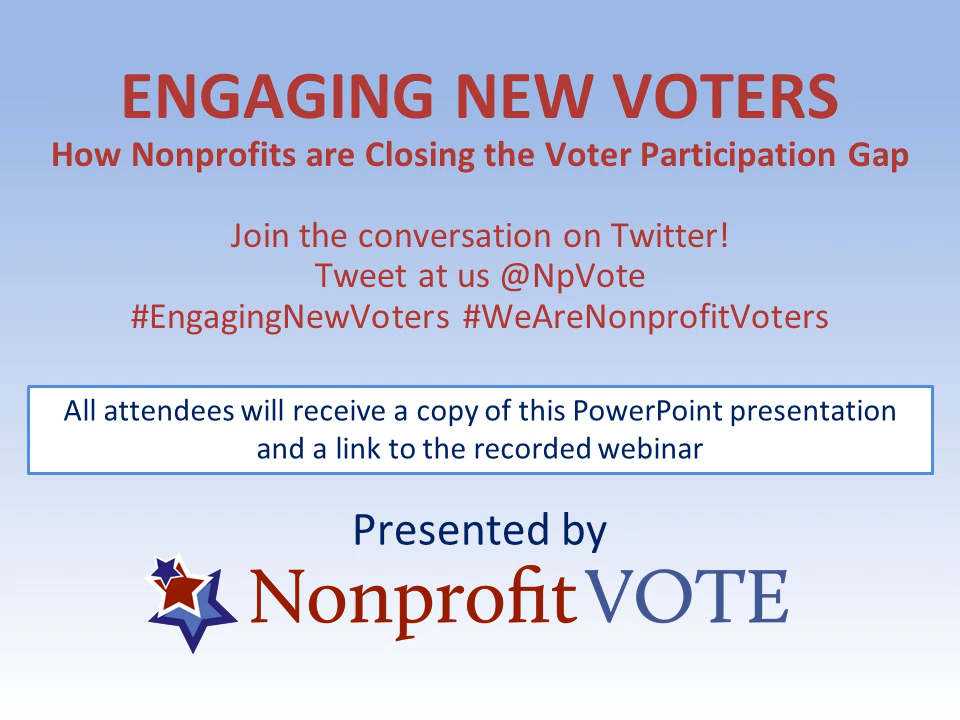 ENGAGING NEW VOTERS
How Nonprofits are Closing the Voter Participation Gap
Join the conversation on Twitter!
Tweet at us @NpVote
#EngagingNewVoters #WeAreNonprofitVoters
All attendees will receive a copy of this PowerPoint presentation
and a link to the recorded webinar
Presented by
Nonprofit VOTE